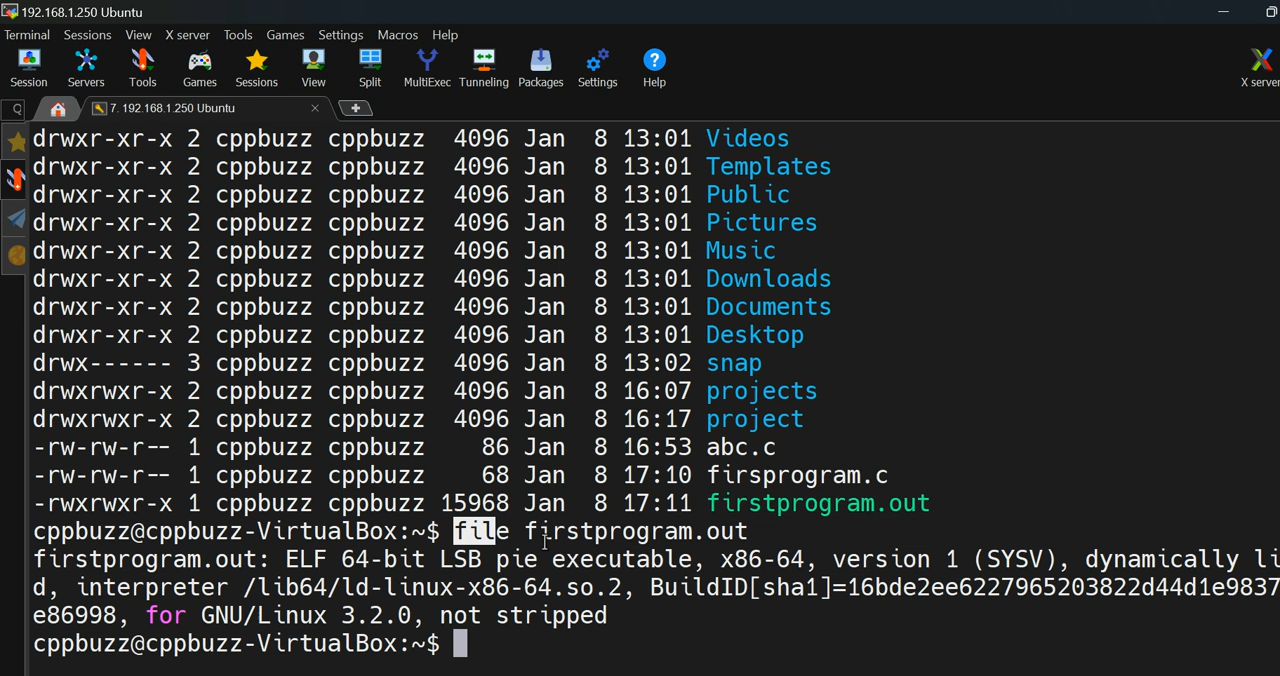 192.168.1.250 Ubuntu
Terminal Sessions View X server Tools Games Settings Macros Help
Session Servers Tools Games Sessions View Split MultiExec Tunneling Packages Settings Help X server
7. 192.168.1.250 Ubuntu
drwxr-xr-x 2 cppbuzz cppbuzz  4096 Jan  8 13:01 Videos
drwxr-xr-x 2 cppbuzz cppbuzz  4096 Jan  8 13:01 Templates
drwxr-xr-x 2 cppbuzz cppbuzz  4096 Jan  8 13:01 Public
drwxr-xr-x 2 cppbuzz cppbuzz  4096 Jan  8 13:01 Pictures
drwxr-xr-x 2 cppbuzz cppbuzz  4096 Jan  8 13:01 Music
drwxr-xr-x 2 cppbuzz cppbuzz  4096 Jan  8 13:01 Downloads
drwxr-xr-x 2 cppbuzz cppbuzz  4096 Jan  8 13:01 Documents
drwxr-xr-x 2 cppbuzz cppbuzz  4096 Jan  8 13:01 Desktop
drwx------ 3 cppbuzz cppbuzz  4096 Jan  8 13:02 snap
drwxrwxr-x 2 cppbuzz cppbuzz  4096 Jan  8 16:07 projects
drwxrwxr-x 2 cppbuzz cppbuzz  4096 Jan  8 16:17 project
-rw-rw-r-- 1 cppbuzz cppbuzz    86 Jan  8 16:53 abc.c
-rw-rw-r-- 1 cppbuzz cppbuzz    68 Jan  8 17:10 firsprogram.c
-rwxrwxr-x 1 cppbuzz cppbuzz 15968 Jan  8 17:11 firstprogram.out
cppbuzz@cppbuzz-VirtualBox:~$ file firstprogram.out
firstprogram.out: ELF 64-bit LSB pie executable, x86-64, version 1 (SYSV), dynamically li
d, interpreter /lib64/ld-linux-x86-64.so.2, BuildID[sha1]=16bde2ee6227965203822d44d1e9837
e86998, for GNU/Linux 3.2.0, not stripped
cppbuzz@cppbuzz-VirtualBox:~$